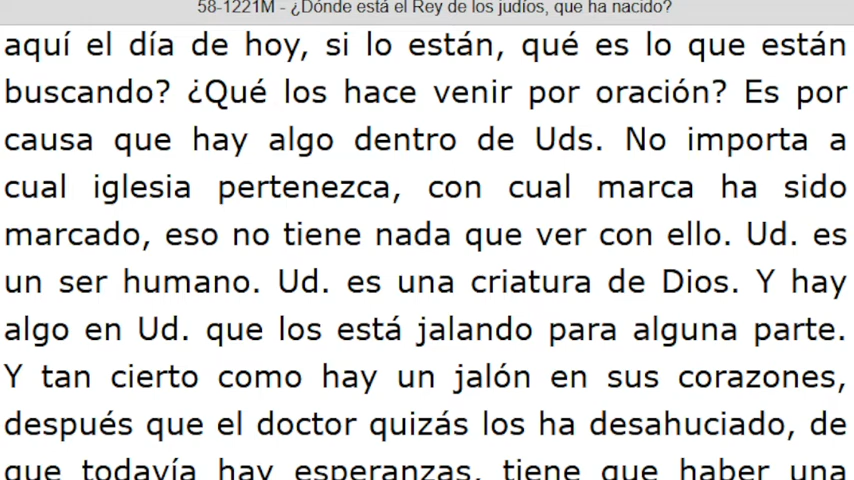 58-1221M - ¿Dónde está el Rey de los judíos, que ha nacido?
aquí el día de hoy, si lo están, qué es lo que están
buscando? ¿Qué los hace venir por oración? Es por
causa que hay algo dentro de Uds. No importa a
cual iglesia pertenezca, con cual marca ha sido
marcado, eso no tiene nada que ver con ello. Ud. es
un ser humano. Ud. es una criatura de Dios. Y hay
algo en Ud. que los está jalando para alguna parte.
Y tan cierto como hay un jalón en sus corazones,
después que el doctor quizás los ha desahuciado, de
que todavía hay esperanzas, tiene que haber una